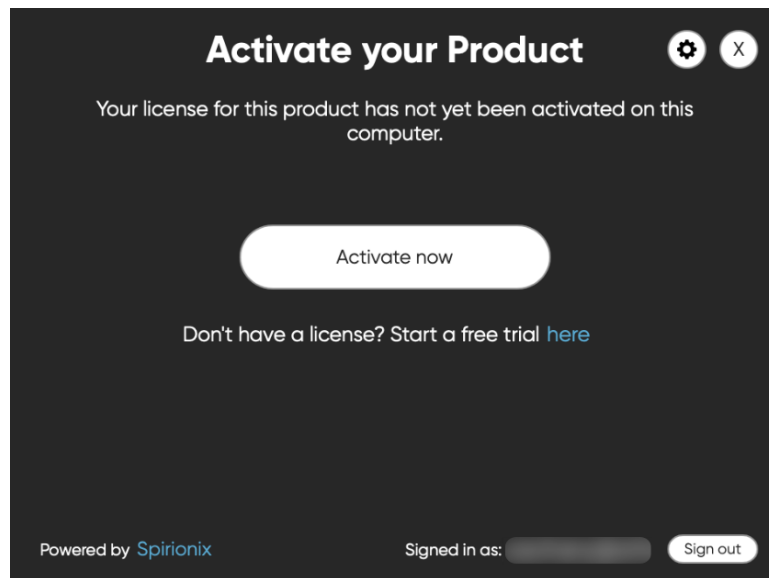 Activate your Product
X
Your license for this product has not yet been activated on this
computer.
Activate now
Don't have a license? Start a free trial here
Powered by Spirionix
Signed in as:
Sign out